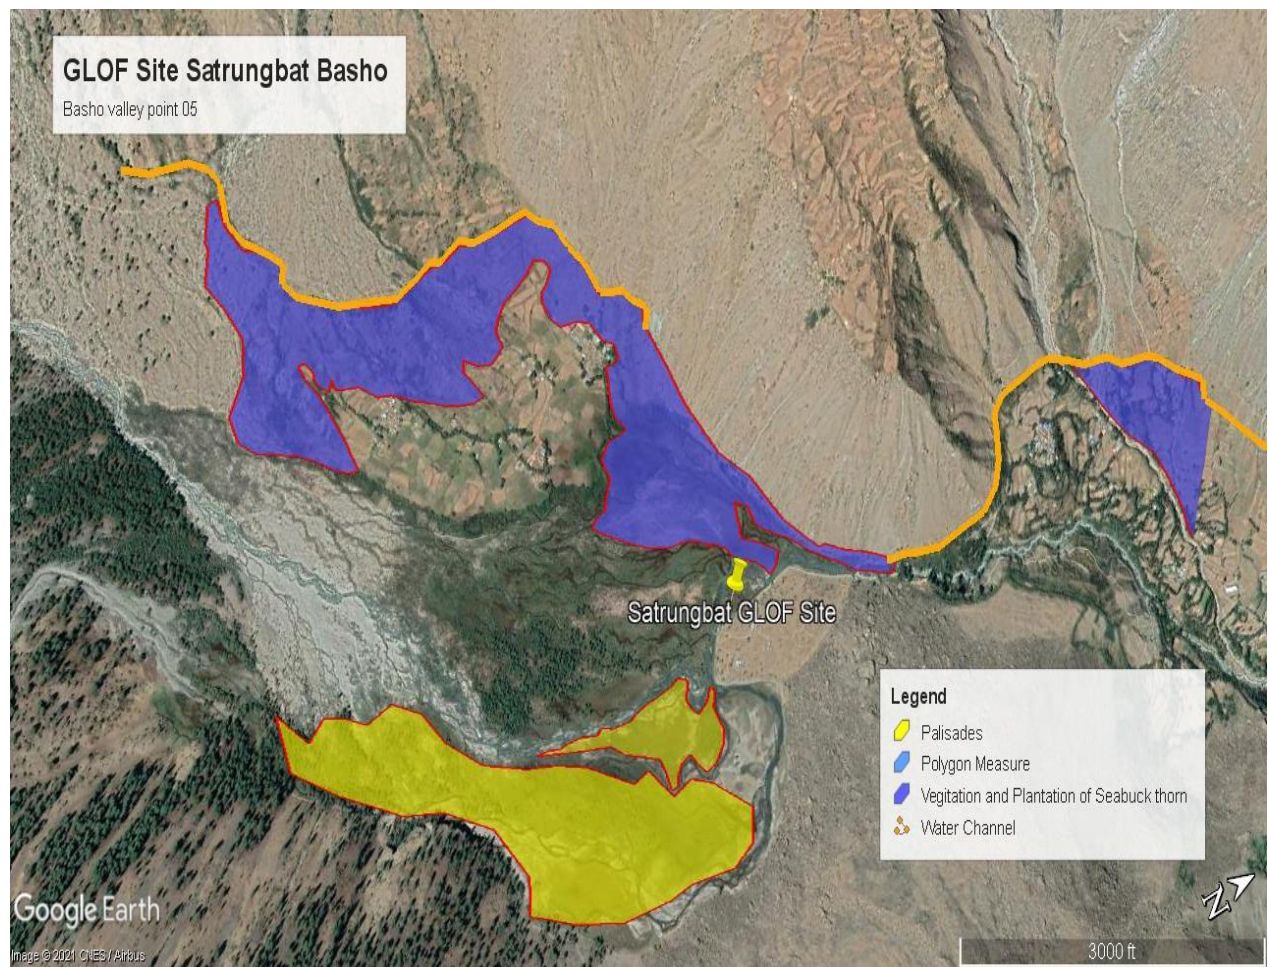 GLOF Site Satrungbat Basho
Basho valley point 05
Satrungbat GLOF Site
Legend
Palisades
Polygon Measure
Vegitation and Plantation of Seabuck thorn
Water Channel
N
Google Earth
Image © 2021 CNES / Airbus
3000 ft